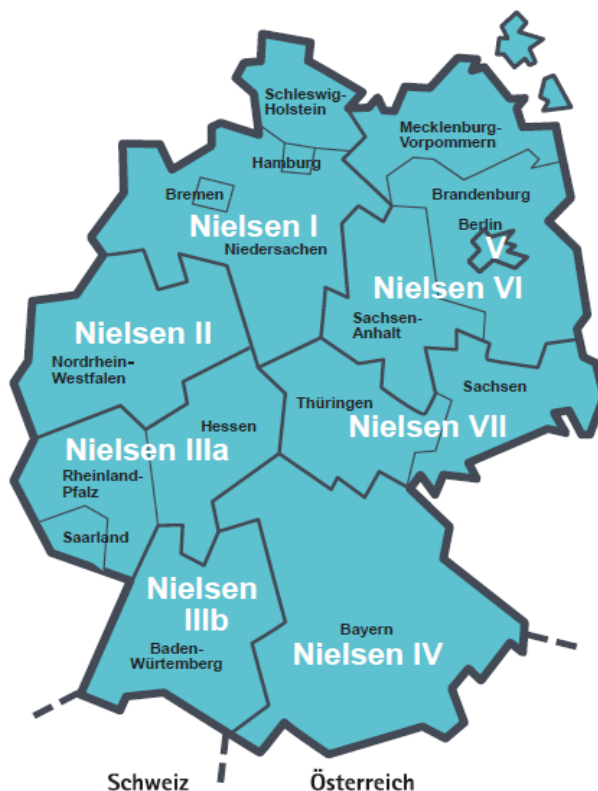 Schleswig-
Holstein
Mecklenburg-
Vorpommern
Hamburg
Bremen
Brandenburg
Nielsen I
Berlin
V
Niedersachen
Nielsen VI
Nielsen II
Sachsen-
Anhalt
Nordrhein-
Westfalen
Sachsen
Thüringen
Hessen
Nielsen VII
Nielsen IIIa
Rheinland-
Pfalz
Saarland
Nielsen
IIIb
Bayern
Nielsen IV
Baden-
Würtemberg
Schweiz
Österreich